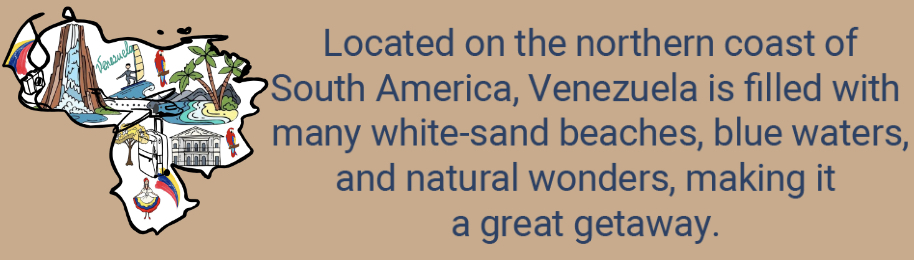 Venezuela
Located on the northern coast of
South America, Venezuela is filled with
many white-sand beaches, blue waters,
and natural wonders, making it
a great getaway.